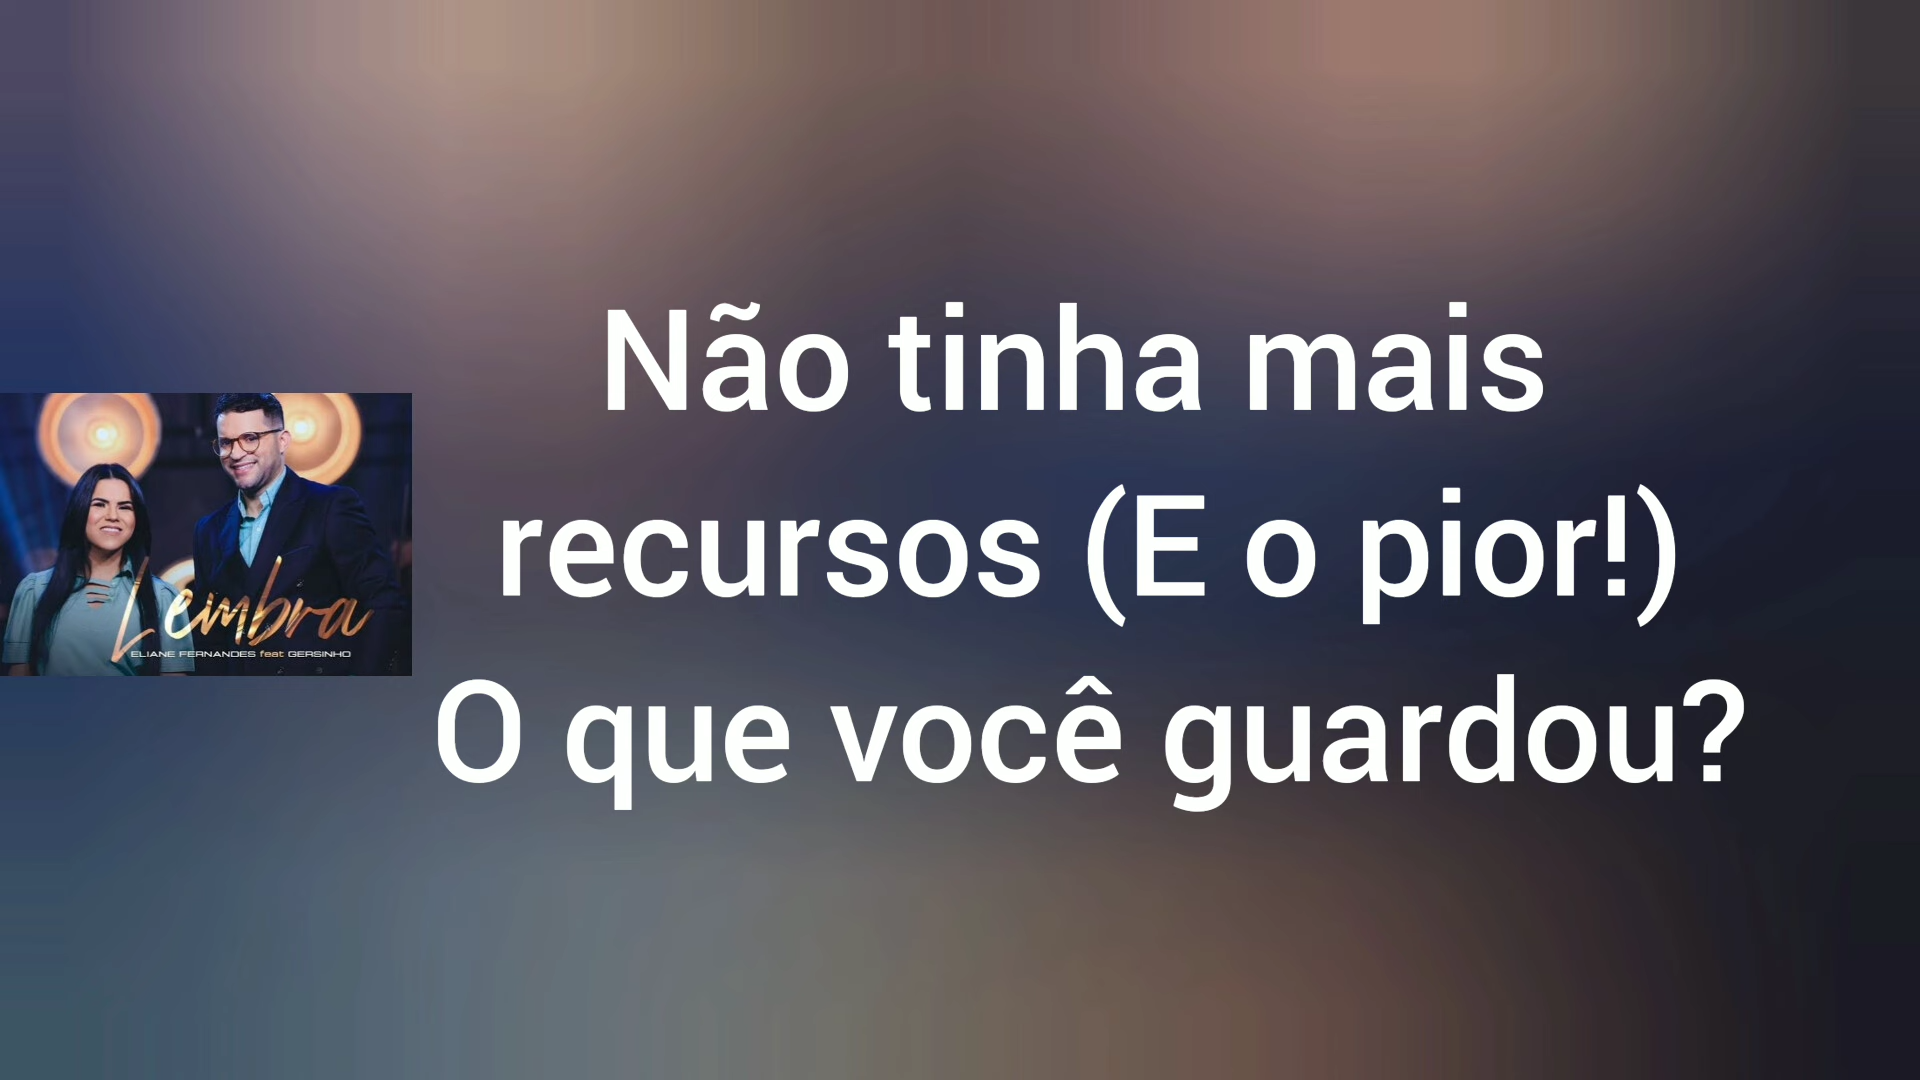 Não tinha mais
recursos (E o pior!)
O que você guardou?
Lembra
ELIANE FERNANDES feat GERSINHO